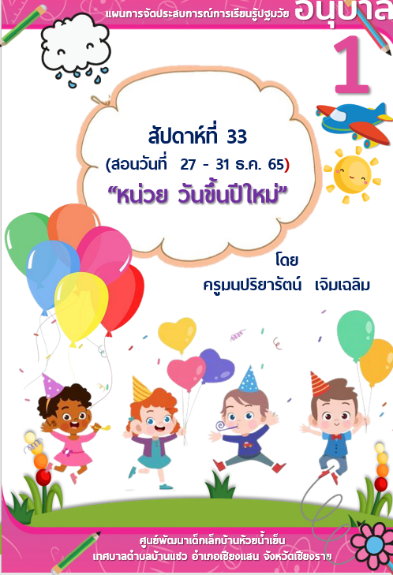 แผนการจัดประสบการณ์การเรียนรู้ปฐมวัย อนุบาล
1
สัปดาห์ที่ 33
(สอนวันที่ 27 - 31 ธ.ค. 65)
“หน่วย วันขึ้นปีใหม่”
โดย
ครูมนปริยารัตน์ เจิมเฉลิม
ศูนย์พัฒนาเด็กเล็กบ้านห้วยน้ำเย็น
เทศบาลตำบลบ้านแซว อำเภอเชียงแสน จังหวัดเชียงราย